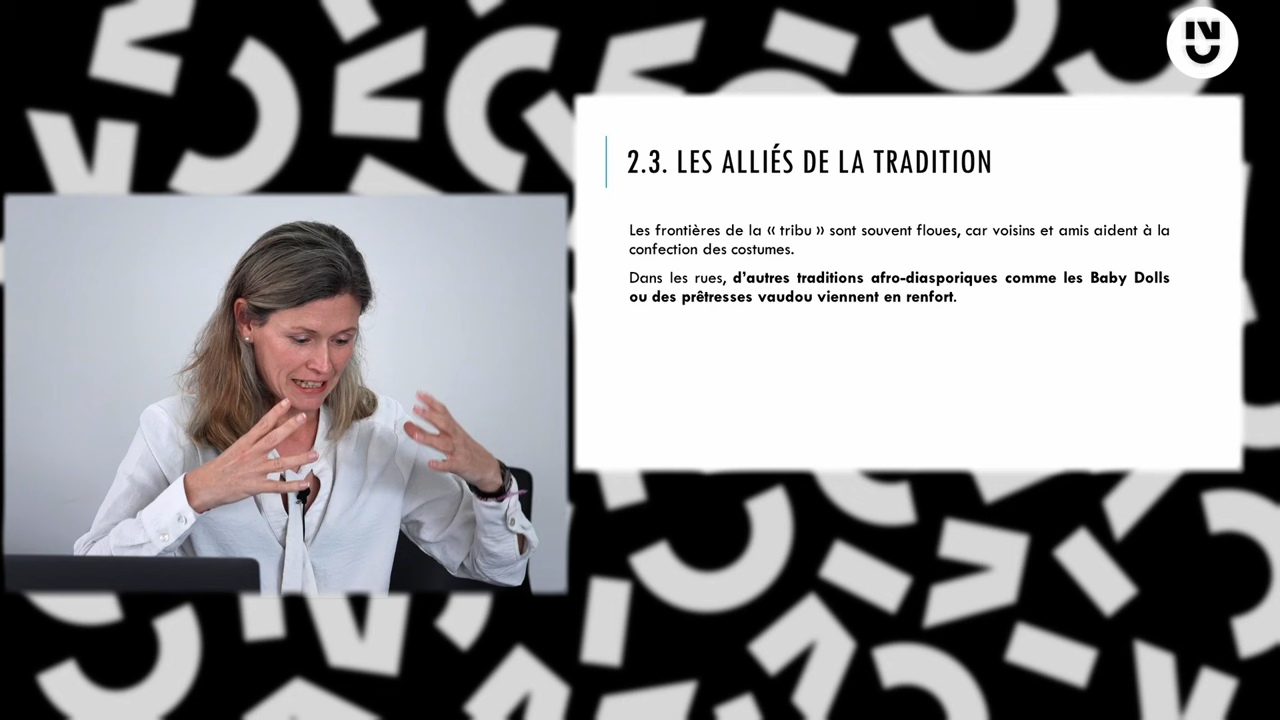 2.3. LES ALLIÉS DE LA TRADITION
Les frontières de la « tribu » sont souvent floues, car voisins et amis aident à la
confection des costumes.
Dans les rues, d'autres traditions afro-diasporiques comme les Baby Dolls
ou des prêtresses vaudou viennent en renfort.